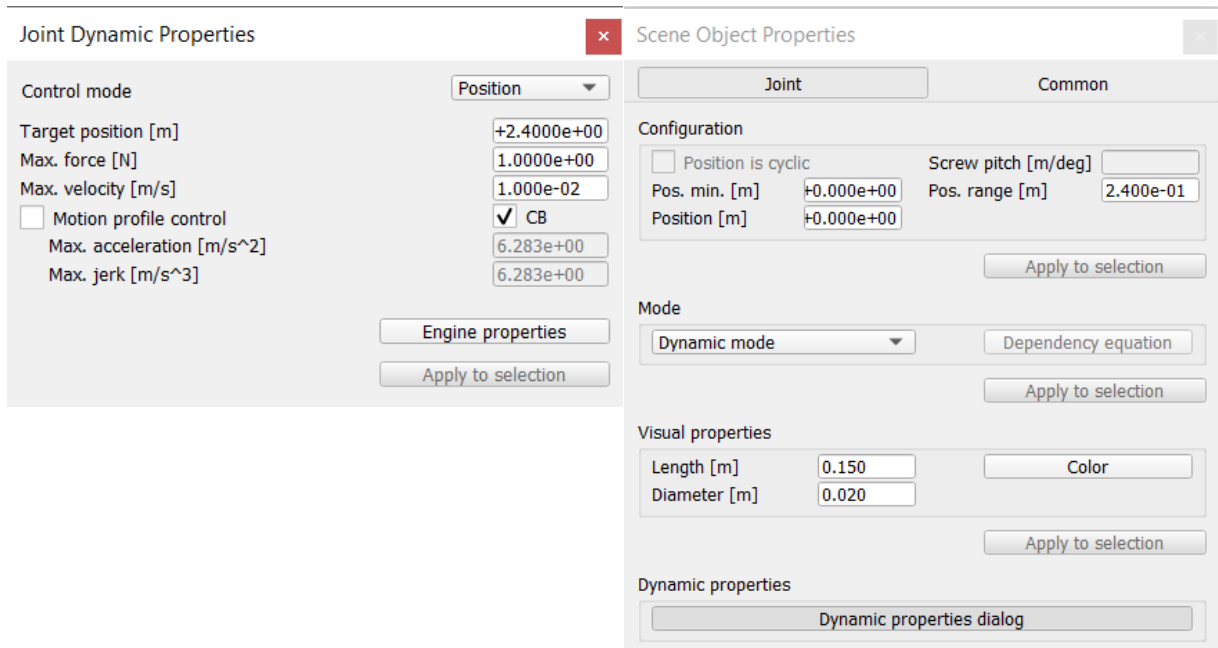 Joint Dynamic Properties
×
Control mode
Position
Target position [m]
+2.4000e+00
Max. force [N]
1.0000e+00
Max. velocity [m/s]
1.000e-02
Motion profile control
CB
Max. acceleration [m/s^2]
6.283e+00
Max. jerk [m/s^3]
6.283e+00
Engine properties
Apply to selection
Scene Object Properties
×
Joint
Common
Configuration
Position is cyclic
Screw pitch [m/deg]
Pos. min. [m]
+0.000e+00
Pos. range [m]
2.400e-01
Position [m]
+0.000e+00
Apply to selection
Mode
Dynamic mode
Dependency equation
Apply to selection
Visual properties
Length [m]
0.150
Color
Diameter [m]
0.020
Apply to selection
Dynamic properties
Dynamic properties dialog